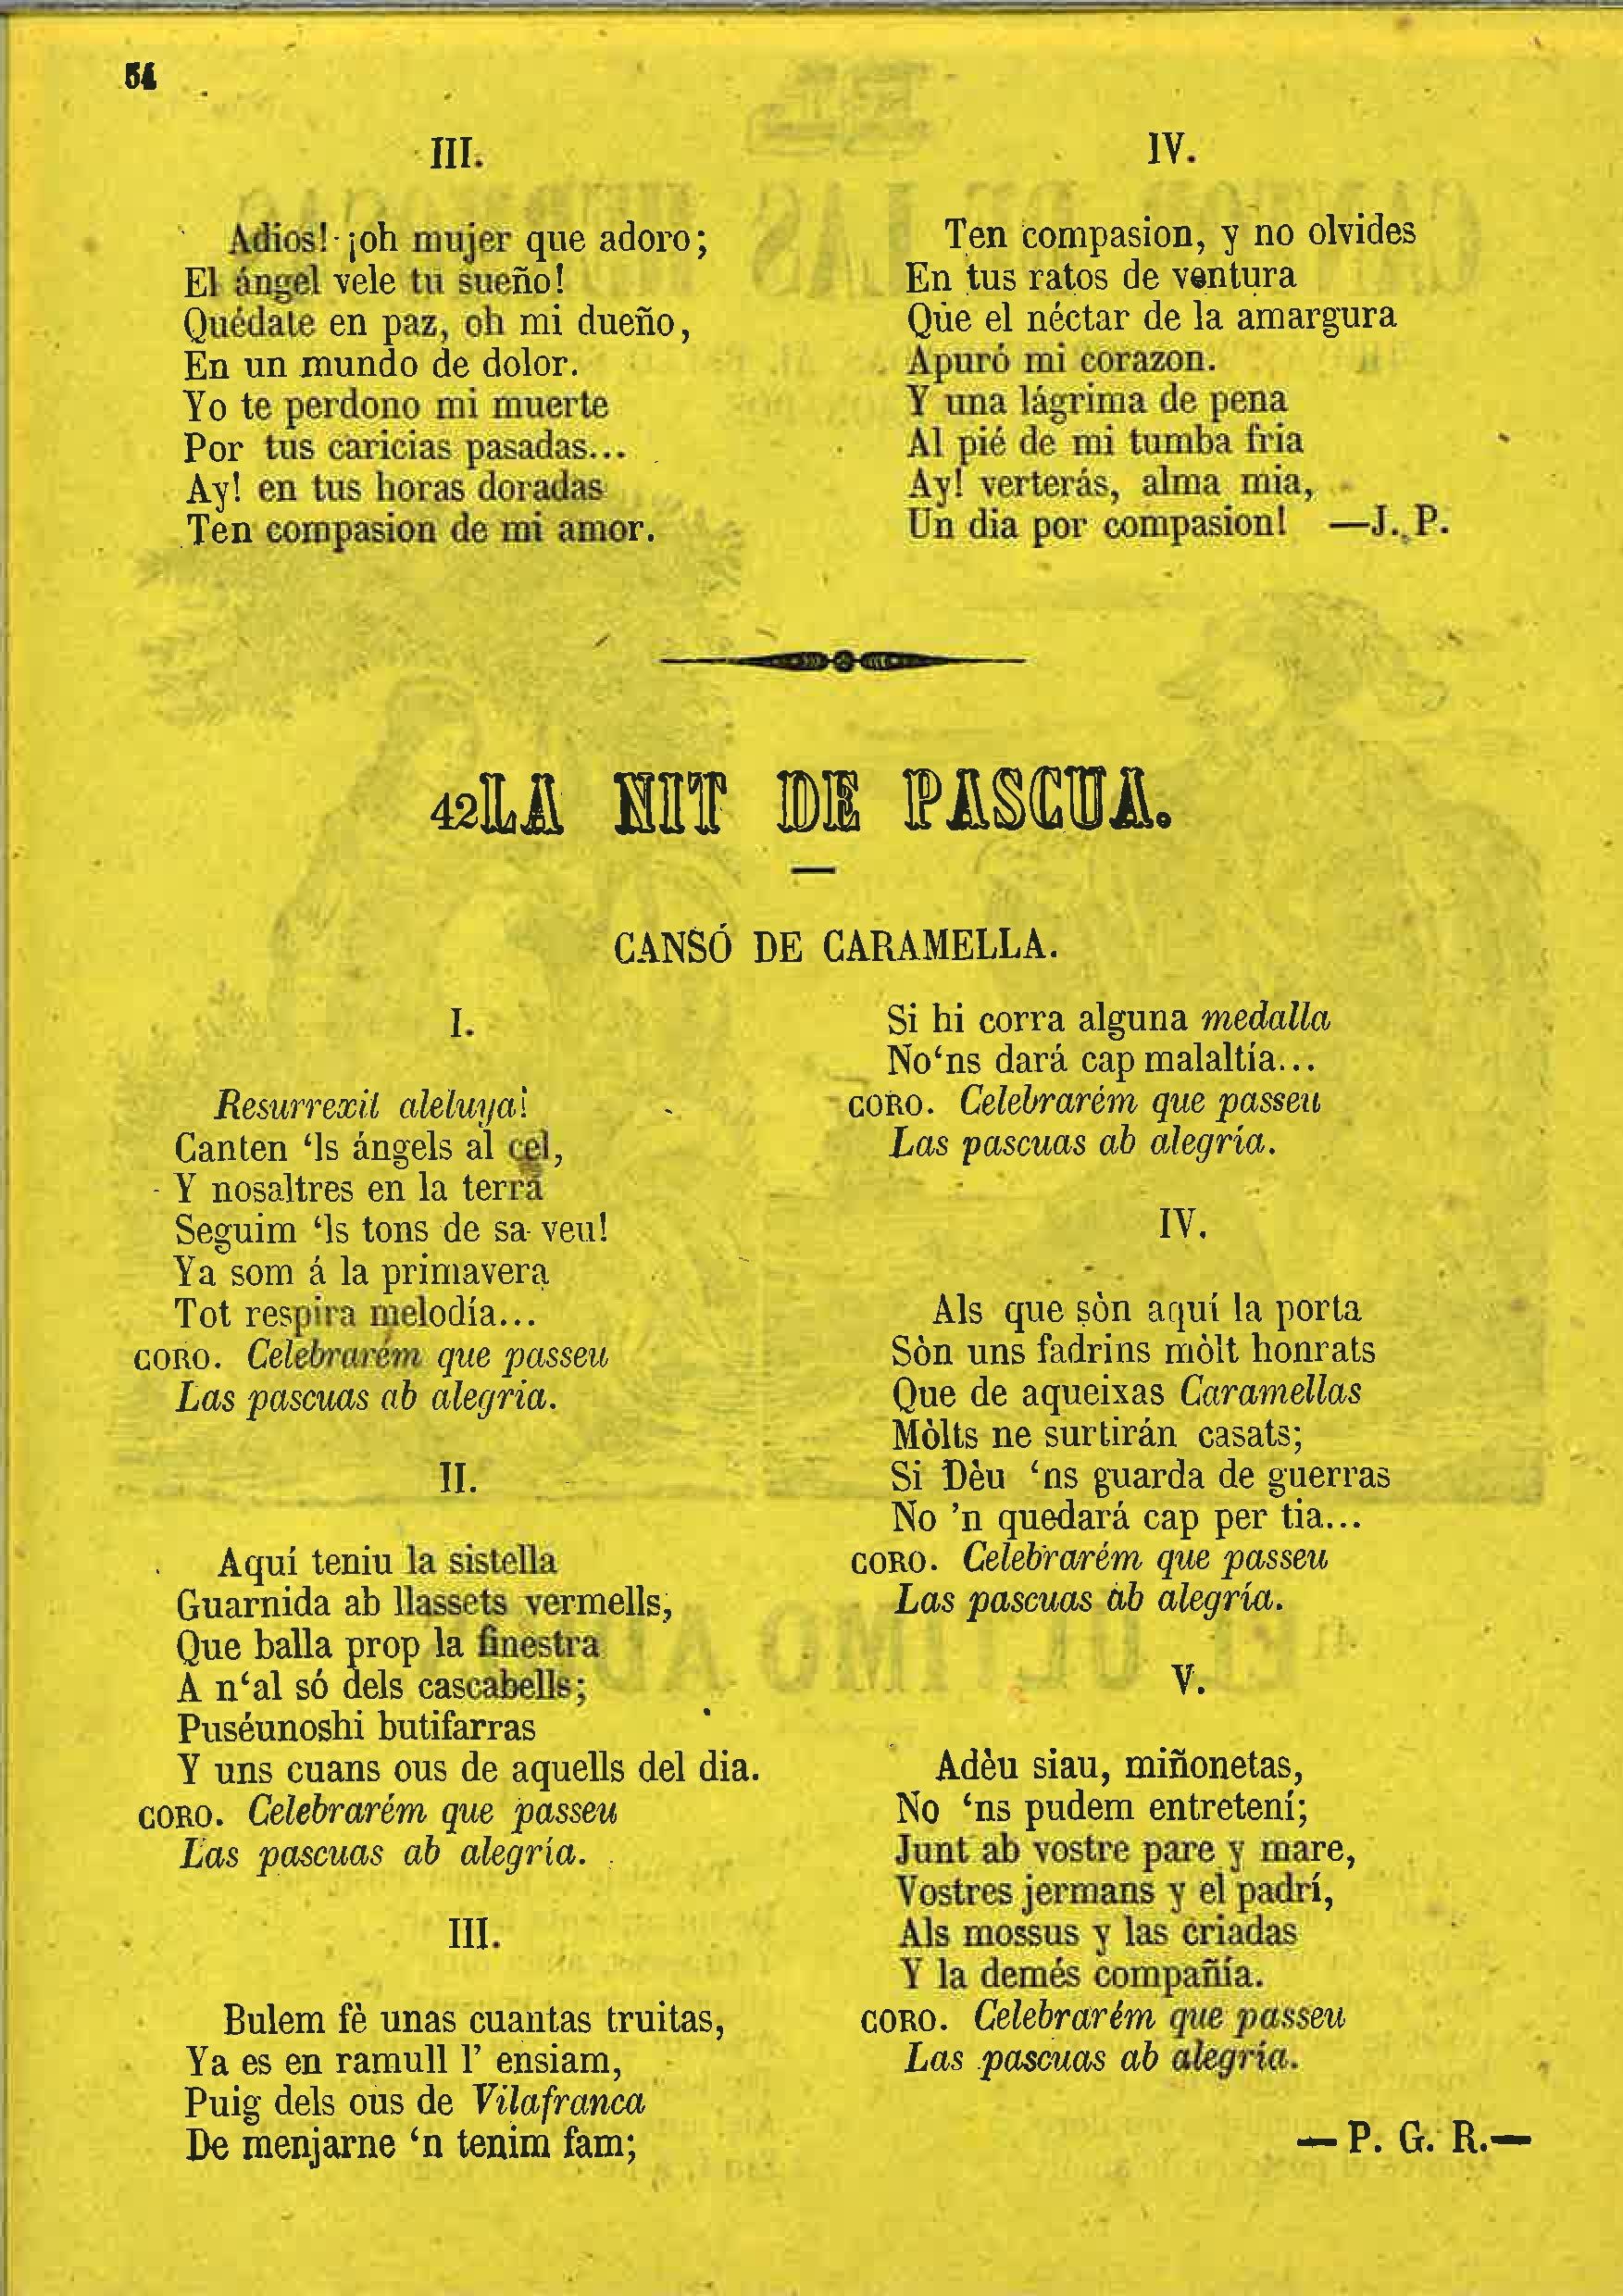 54
III.
Adios! ¡oh mujer que adoro;
El ángel vele tu sueño!
Quédate en paz, oh mi dueño,
En un mundo de dolor.
Yo te perdono mi muerte
Por tus caricias pasadas...
Ay! en tus horas doradas
Ten compasion de mi amor.
IV.
Ten compasion, y no olvides
En tus ratos de ventura
Que el néctar de la amargura
Apuró mi corazon.
Y una lágrima de pena
Al pié de mi tumba fria
Ay! verterás, alma mia,
Un dia por compasion! —J. P.
42 LA NIT DE PASCUA.
CANSÓ DE CARAMELLA.
I.
Resurrexit aleluya!
Canten ‘ls ángels al cel,
Y nosaltres en la terra
Seguim ‘ls tons de sa veu!
Ya som á la primavera
Tot respira melodía...
CORO. Celebrarém que passeu
Las pascuas ab alegria.
II.
Aquí teniu la sistella
Guarnida ab llassets vermells,
Que balla prop la finestra
A n‘al só dels cascabells;
Puséunoshi butifarras
Y uns cuans ous de aquells del dia.
CORO. Celebrarém que passeu
Las pascuas ab alegría.
III.
Bulem fè unas cuantas truitas,
Ya es en ramull l’ ensiam,
Puig dels ous de Vilafranca
De menjarne ‘n tenim fam;
Si hi corra alguna medalla
No‘ns dará cap malaltía...
CORO. Celebrarém que passeu
Las pascuas ab alegría.
IV.
Als que sòn aquí la porta
Sòn uns fadrins mòlt honrats
Que de aqueixas Caramellas
Mòlts ne surtirán casats;
Si Dèu ‘ns guarda de guerras
No ’n quedará cap per tia...
CORO. Celebrarém que passeu
Las pascuas ab alegría.
V.
Adèu siau, miñonetas,
No ‘ns pudem entretení;
Junt ab vostre pare y mare,
Vostres jermans y el padrí,
Als mossus y las criadas
Y la demés compañía.
CORO. Celebrarém que passeu
Las pascuas ab alegría.
— P. G. R.—